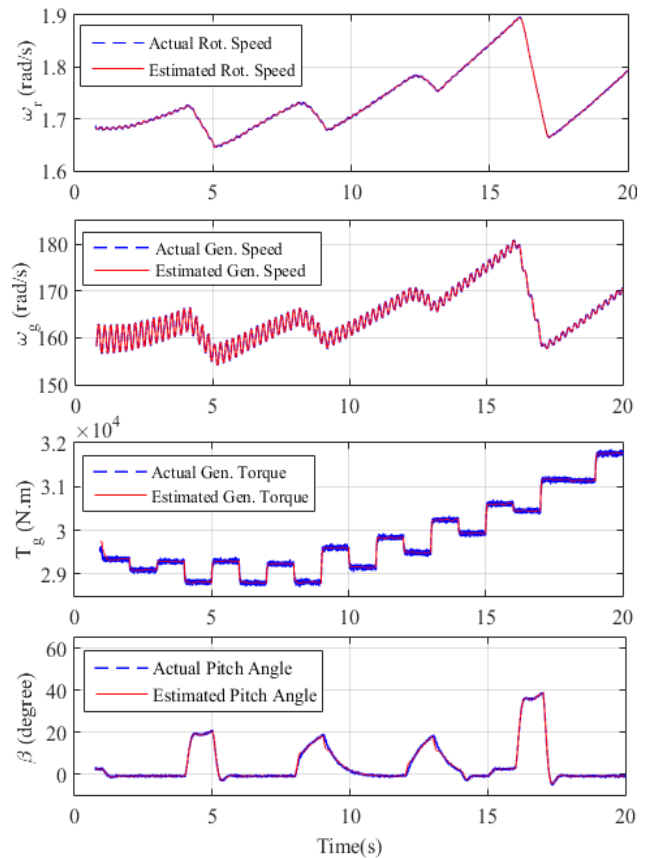 1.9
1.8
1.7
1.6
ω_r (rad/s)
Actual Rot. Speed
Estimated Rot. Speed
0 5 10 15 20
180
170
160
150
ω_g (rad/s)
Actual Gen. Speed
Estimated Gen. Speed
0 5 10 15 20
×10^4
3.2
3.1
3
2.9
T_g (N.m)
Actual Gen. Torque
Estimated Gen. Torque
0 5 10 15 20
60
40
20
0
β (degree)
Actual Pitch Angle
Estimated Pitch Angle
0 5 10 15 20
Time(s)